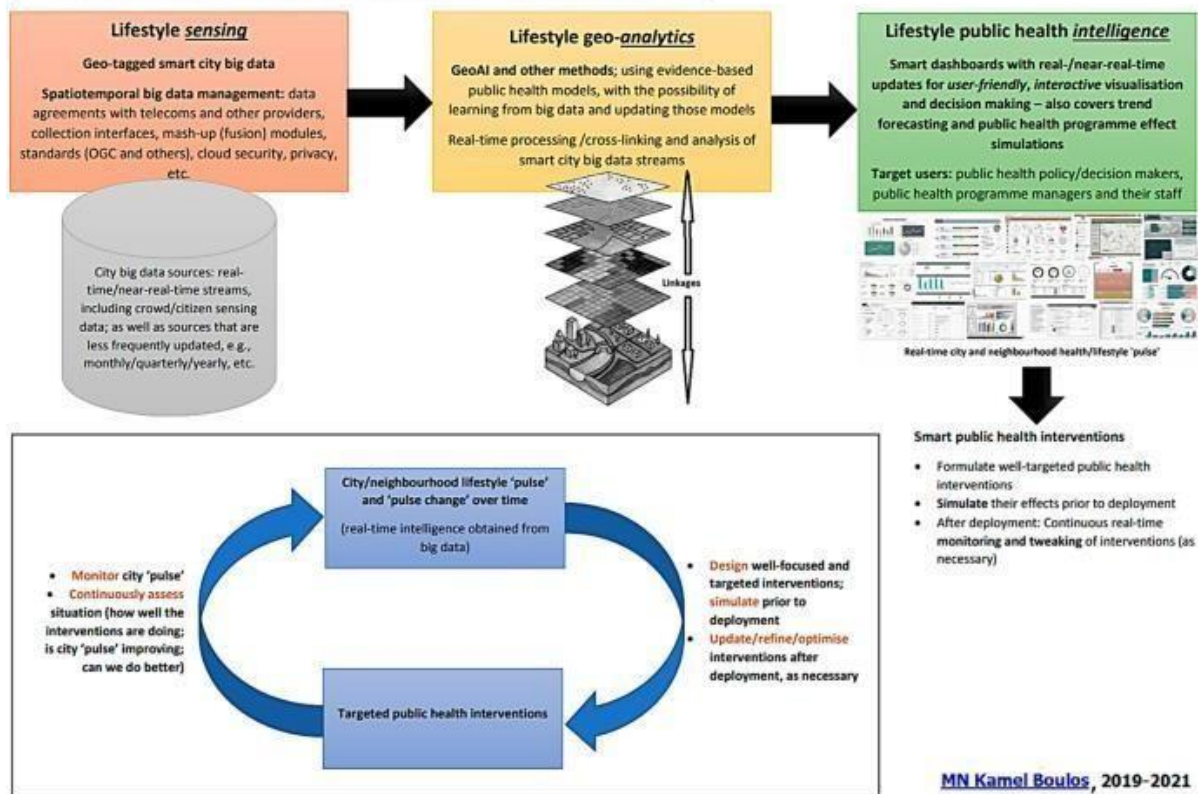 Lifestyle sensing
Geo-tagged smart city big data
Spatiotemporal big data management: data
agreements with telecoms and other providers,
collection interfaces, mash-up (fusion) modules,
standards (OGC and others), cloud security, privacy,
etc.
City big data sources: real-
time/near-real-time streams,
including crowd/citizen sensing
data; as well as sources that are
less frequently updated, e.g.,
monthly/quarterly/yearly, etc.
Lifestyle geo-analytics
GeoAI and other methods; using evidence-based
public health models, with the possibility of
learning from big data and updating those models
Real-time processing /cross-linking and analysis of
smart city big data streams
Linkages
Lifestyle public health intelligence
Smart dashboards with real-/near-real-time
updates for user-friendly, interactive visualisation
and decision making – also covers trend
forecasting and public health programme effect
simulations
Target users: public health policy/decision makers,
public health programme managers and their staff
Real-time city and neighbourhood health/lifestyle 'pulse'
Smart public health interventions
• Formulate well-targeted public health
interventions
• Simulate their effects prior to deployment
• After deployment: Continuous real-time
monitoring and tweaking of interventions (as
necessary)
City/neighbourhood lifestyle 'pulse'
and 'pulse change' over time
(real-time intelligence obtained from
big data)
• Monitor city 'pulse'
• Continuously assess
situation (how well the
interventions are doing;
is city 'pulse' improving;
can we do better)
• Design well-focused and
targeted interventions;
simulate prior to
deployment
• Update/refine/optimise
interventions after
deployment, as necessary
Targeted public health interventions
MN Kamel Boulos, 2019-2021